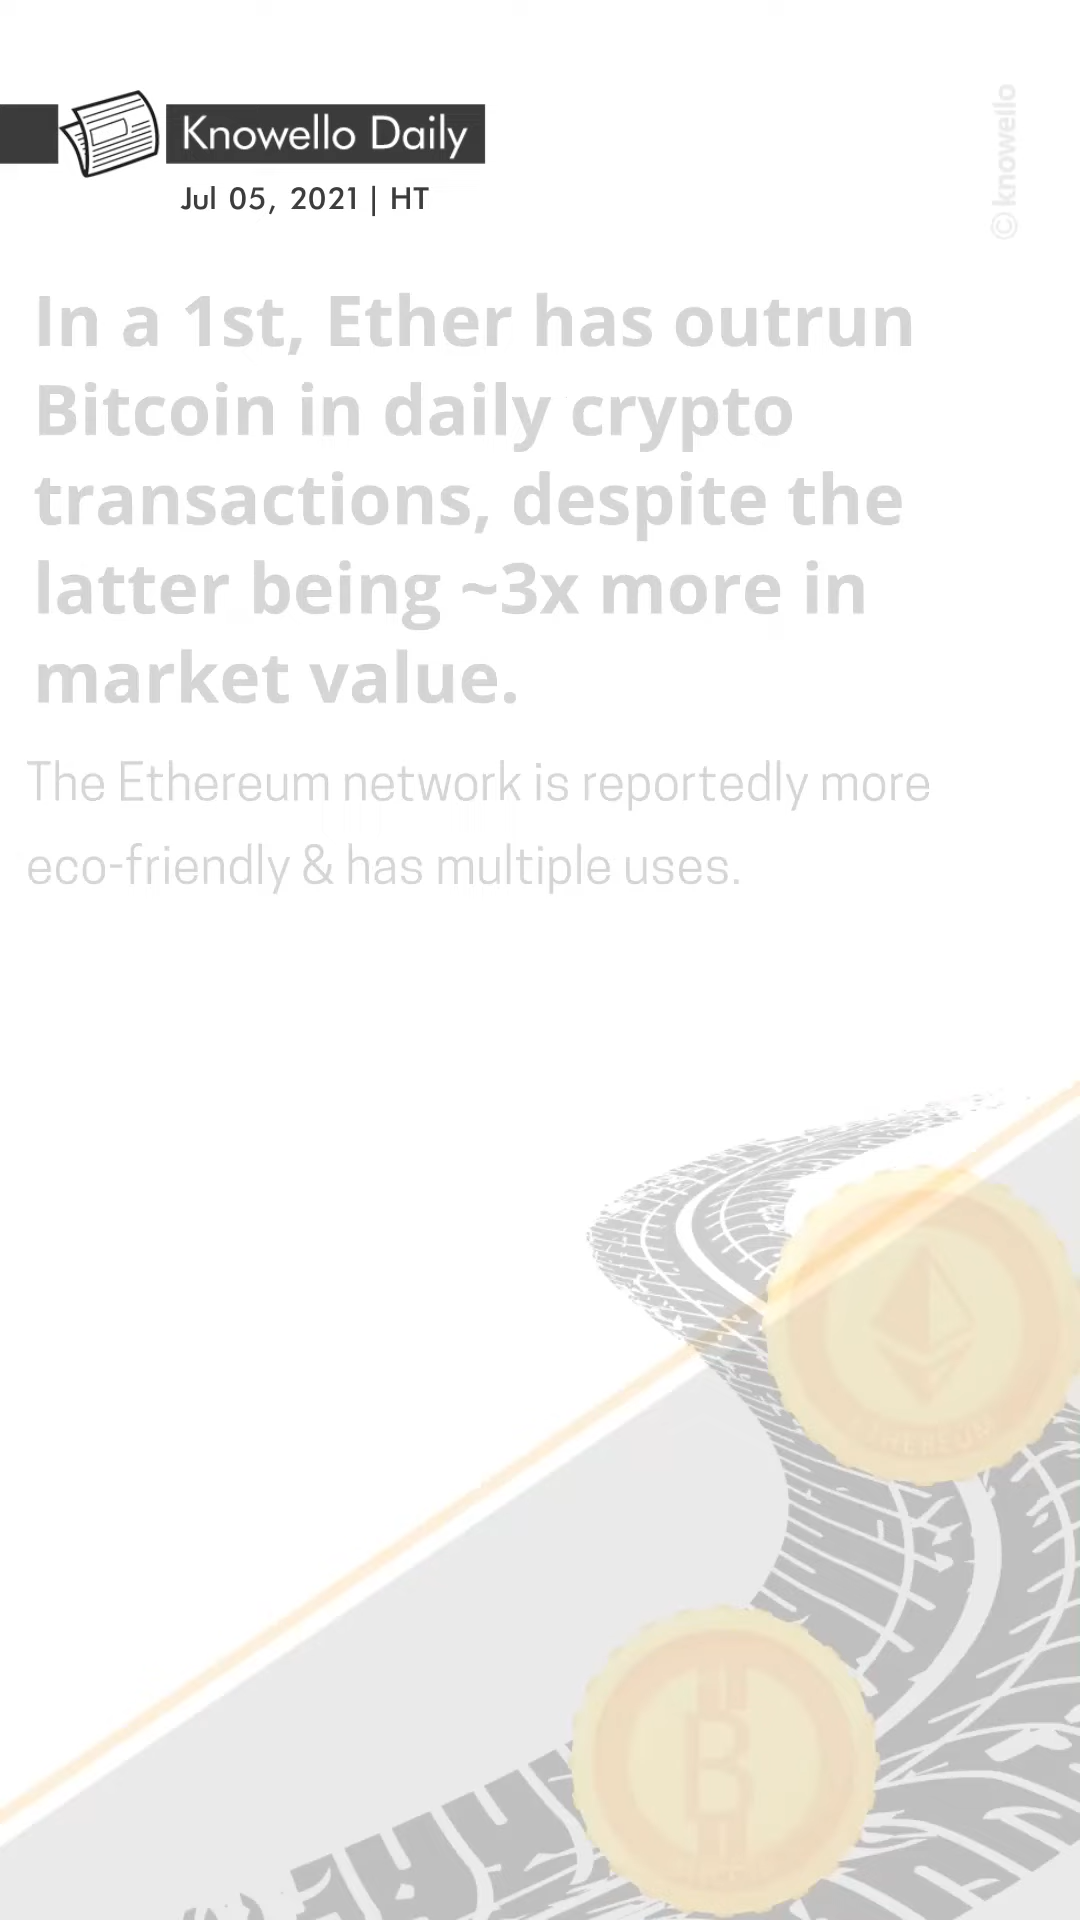 Knowello Daily
Jul 05, 2021 | HT
©knowello
In a 1st, Ether has outrun
Bitcoin in daily crypto
transactions, despite the
latter being ~3x more in
market value.
The Ethereum network is reportedly more
eco-friendly & has multiple uses.
ETHEREUM